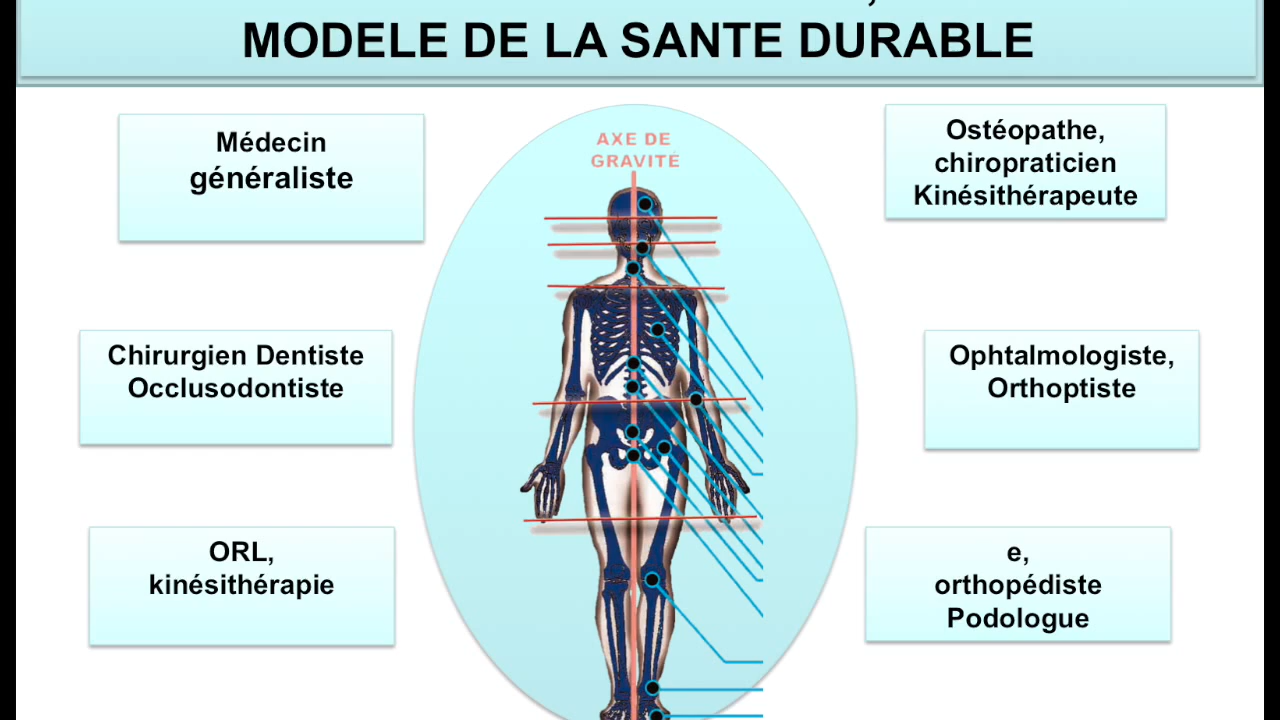 MODELE DE LA SANTE DURABLE
Médecin
généraliste
AXE DE
GRAVITÉ
Ostéopathe,
chiropraticien
Kinésithérapeute
Chirurgien Dentiste
Occlusodontiste
Ophtalmologiste,
Orthoptiste
ORL,
kinésithérapie
e,
orthopédiste
Podologue